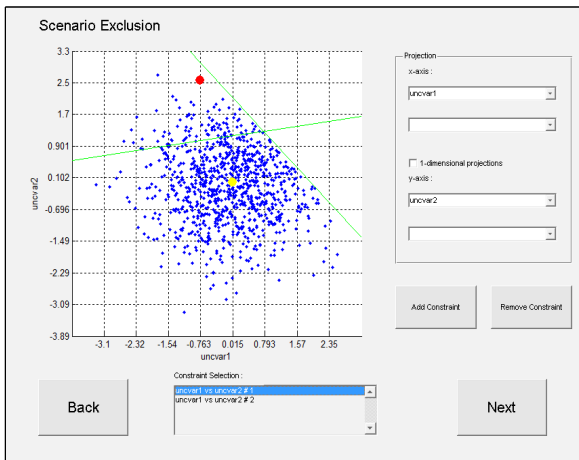 Scenario Exclusion
3.3
2.5
1.7
0.901
0.102
-0.696
-1.49
-2.29
-3.09
-3.89
uncvar2
-3.1 -2.32 -1.54 -0.763 0.015 0.793 1.57 2.35
uncvar1
Projection
x-axis :
uncvar1
1-dimensional projections
y-axis :
uncvar2
Add Constraint
Remove Constraint
Constraint Selection :
uncvar1 vs uncvar2 # 1
uncvar1 vs uncvar2 # 2
Back
Next